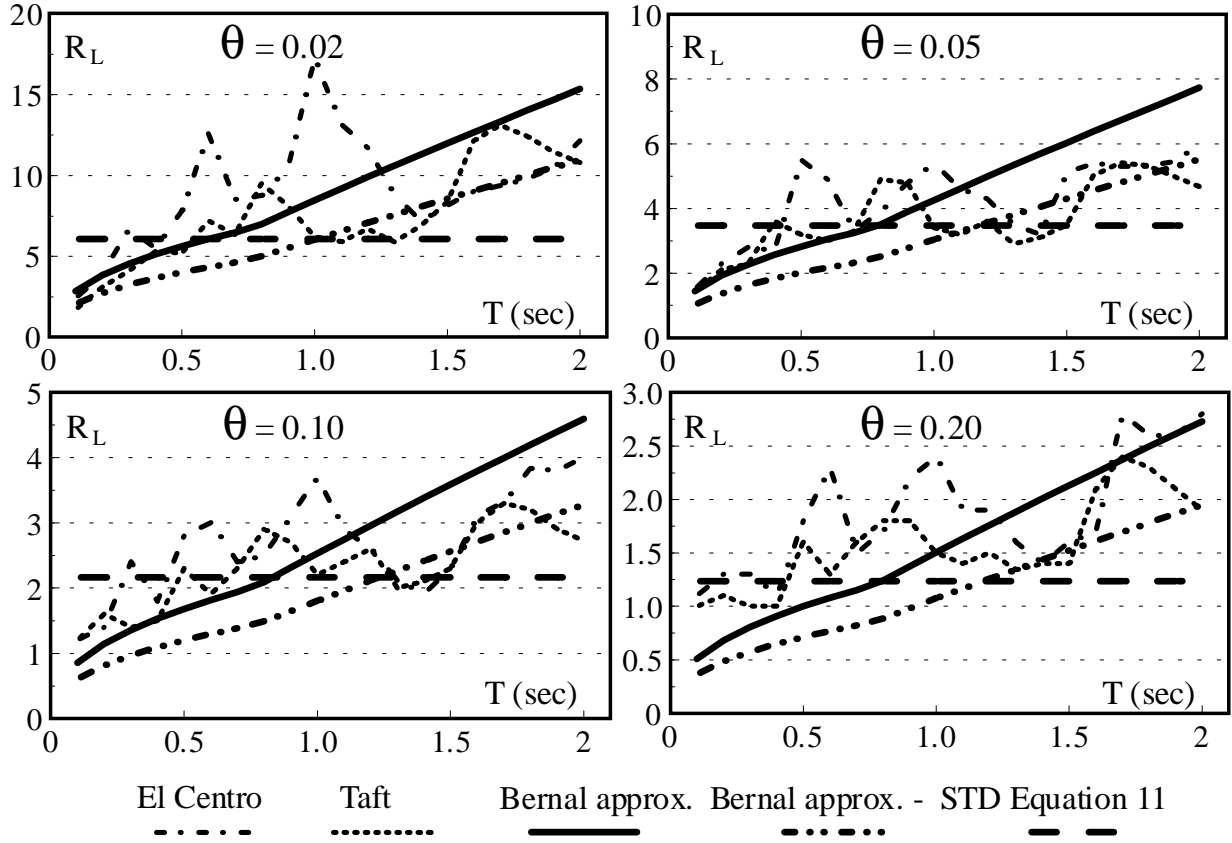 R L
θ = 0.02
20
15
10
5
0
T (sec)
0 0.5 1.0 1.5 2
R L
θ = 0.05
10
8
6
4
2
0
T (sec)
0 0.5 1.0 1.5 2
R L
θ = 0.10
5
4
3
2
1
0
T (sec)
0 0.5 1.0 1.5 2
R L
θ = 0.20
3.0
2.5
2.0
1.5
1.0
0.5
0
T (sec)
0 0.5 1.0 1.5 2
El Centro Taft Bernal approx. Bernal approx. - STD Equation 11